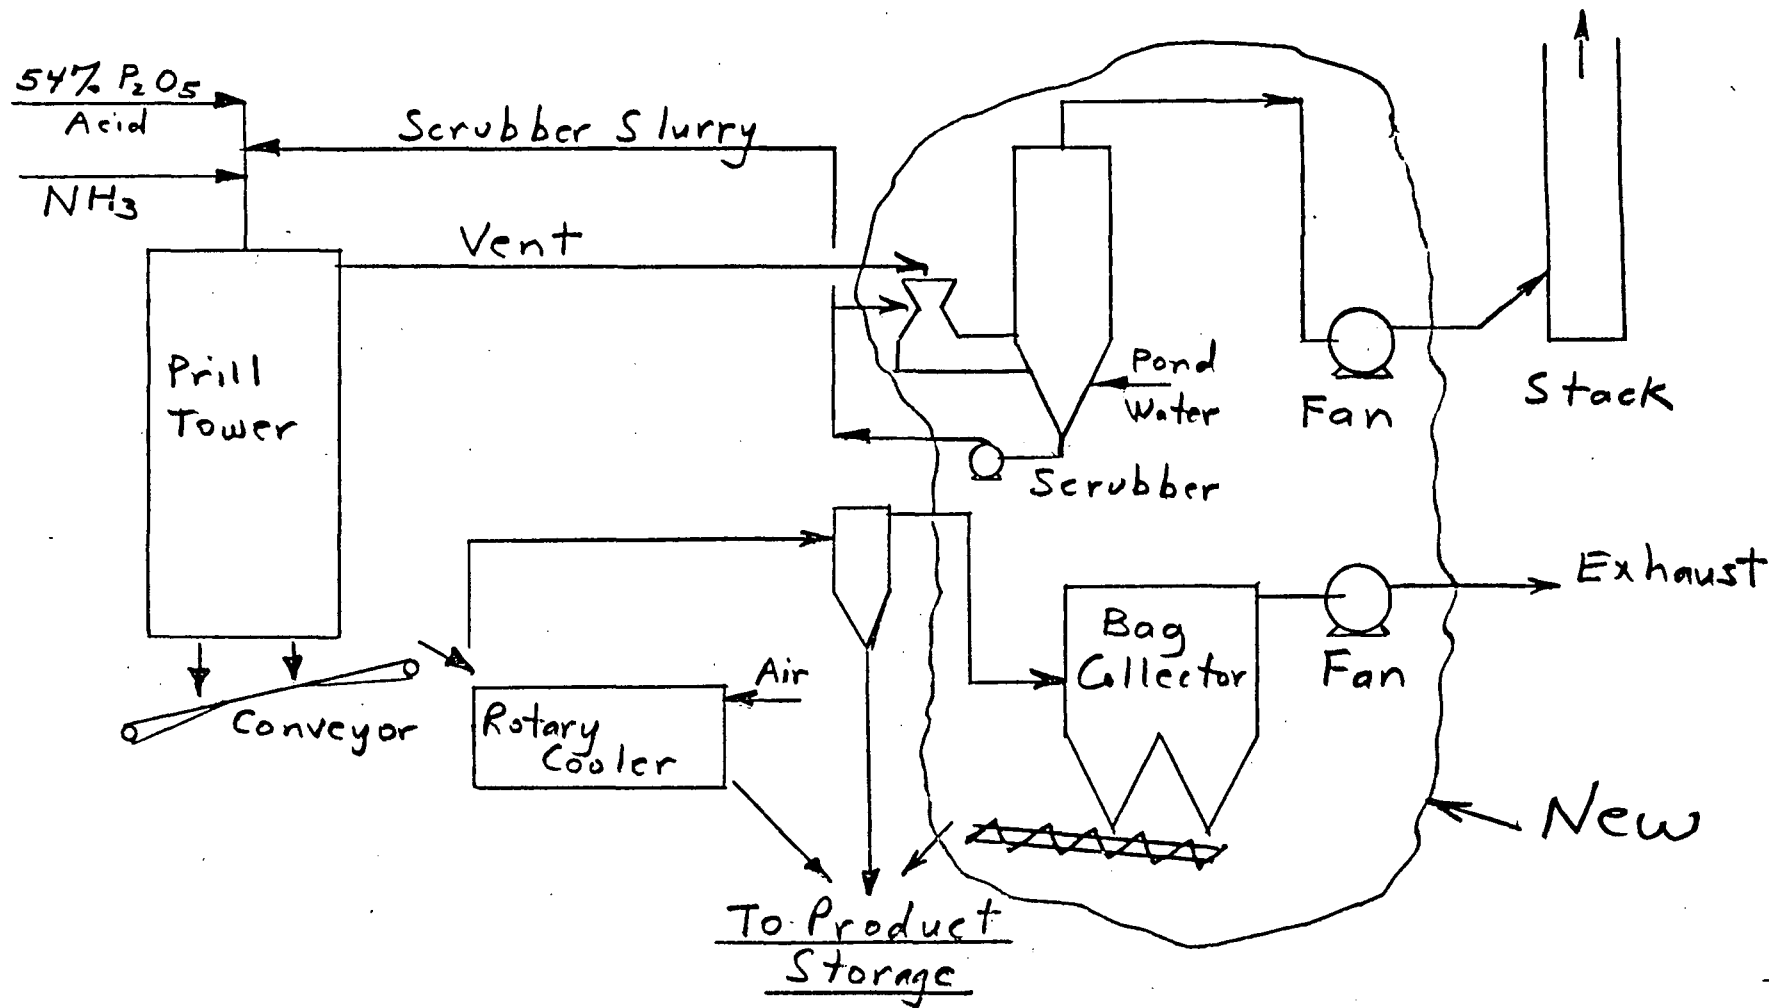 54% P₂O₅
Acid
Scrubber Slurry
NH₃
Vent
Prill
Tower
Pond
Water
Fan
Stack
Scrubber
Exhaust
Bag
Collector
Fan
Air
Conveyor
Rotary
Cooler
New
To Product
Storage